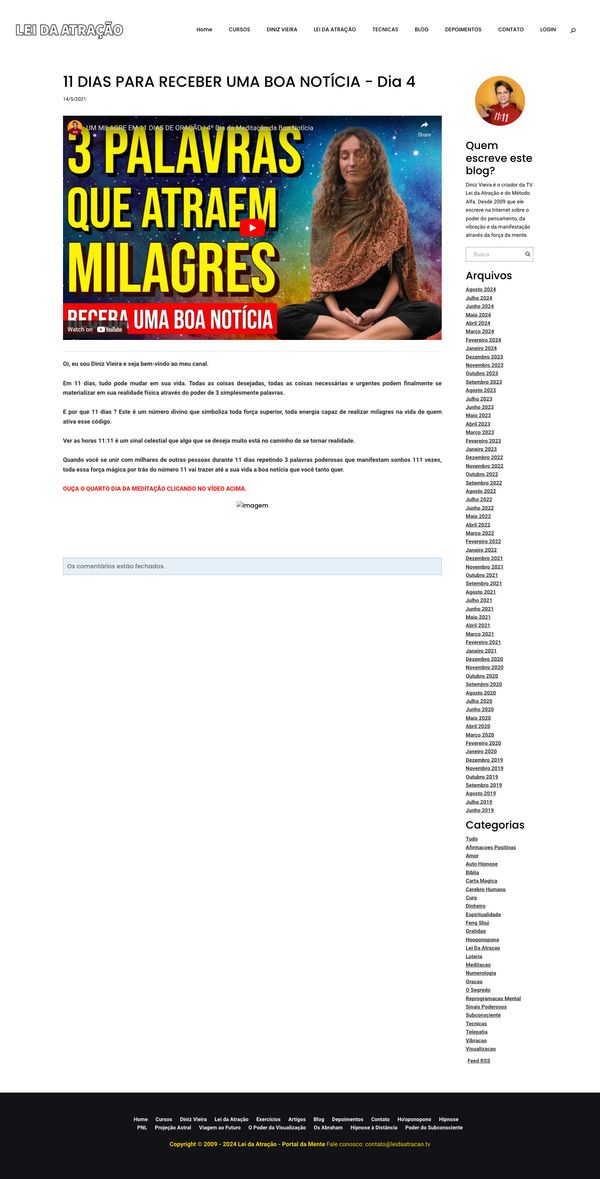 LEI DA ATRAÇÃO
Home CURSOS DINIZ VIEIRA LEI DA ATRAÇÃO TECNICAS BLOG DEPOIMENTOS CONTATO LOGIN
11 DIAS PARA RECEBER UMA BOA NOTÍCIA - Dia 4
14/5/2021
UM MILAGRE EM 11 DIAS DE ORAÇÃO | 4º Dia da Meditação da Boa Notícia
Share
3 PALAVRAS
QUE ATRAEM
MILAGRES
RECEBA UMA BOA NOTÍCIA
Watch on YouTube
Oi, eu sou Diniz Vieira e seja bem-vindo ao meu canal.
Em 11 dias, tudo pode mudar em sua vida. Todas as coisas desejadas, todas as coisas necessárias e urgentes podem finalmente se
materializar em sua realidade física através do poder de 3 simplesmente palavras.
E por que 11 dias ? Este é um número divino que simboliza toda força superior, toda energia capaz de realizar milagres na vida de quem
ativa esse código.
Ver as horas 11:11 é um sinal celestial que algo que se deseja muito está no caminho de se tornar realidade.
Quando você se unir com milhares de outras pessoas durante 11 dias repetindo 3 palavras poderosas que manifestam sonhos 111 vezes,
toda essa força mágica por trás do número 11 vai trazer até a sua vida a boa notícia que você tanto quer.
OUÇA O QUARTO DIA DA MEDITAÇÃO CLICANDO NO VÍDEO ACIMA.
Imagem
Os comentários estão fechados.
11:11
Quem
escreve este
blog?
Diniz Vieira é o criador da TV
Lei da Atração e do Método
Alfa. Desde 2009 que ele
escreve na Internet sobre o
poder do pensamento, da
vibração e da manifestação
através da força da mente.
Busca
Arquivos
Agosto 2024
Julho 2024
Junho 2024
Maio 2024
Abril 2024
Março 2024
Fevereiro 2024
Janeiro 2024
Dezembro 2023
Novembro 2023
Outubro 2023
Setembro 2023
Agosto 2023
Julho 2023
Junho 2023
Maio 2023
Abril 2023
Março 2023
Fevereiro 2023
Janeiro 2023
Dezembro 2022
Novembro 2022
Outubro 2022
Setembro 2022
Agosto 2022
Julho 2022
Junho 2022
Maio 2022
Abril 2022
Março 2022
Fevereiro 2022
Janeiro 2022
Dezembro 2021
Novembro 2021
Outubro 2021
Setembro 2021
Agosto 2021
Julho 2021
Junho 2021
Maio 2021
Abril 2021
Março 2021
Fevereiro 2021
Janeiro 2021
Dezembro 2020
Novembro 2020
Outubro 2020
Setembro 2020
Agosto 2020
Julho 2020
Junho 2020
Maio 2020
Abril 2020
Março 2020
Fevereiro 2020
Janeiro 2020
Dezembro 2019
Novembro 2019
Outubro 2019
Setembro 2019
Agosto 2019
Julho 2019
Junho 2019
Categorias
Tudo
Afirmacoes Positivas
Amor
Auto Hipnose
Biblia
Carta Magica
Cerebro Humano
Cura
Dinheiro
Espiritualidade
Feng Shui
Gratidao
Hooponopono
Lei Da Atracao
Loteria
Meditacao
Numerologia
Oracao
O Segredo
Reprogramacao Mental
Sinais Poderosos
Subconsciente
Tecnicas
Telepatia
Vibracao
Visualizacao
Feed RSS
Home Cursos Diniz Vieira Lei da Atração Exercícios Artigos Blog Depoimentos Contato Ho'oponopono Hipnose
PNL Projeção Astral Viagem ao Futuro O Poder da Visualização Os Abraham Hipnose à Distância Poder do Subconsciente
Copyright © 2009 - 2024 Lei da Atração - Portal da Mente Fale conosco: contato@leidaatracao.tv